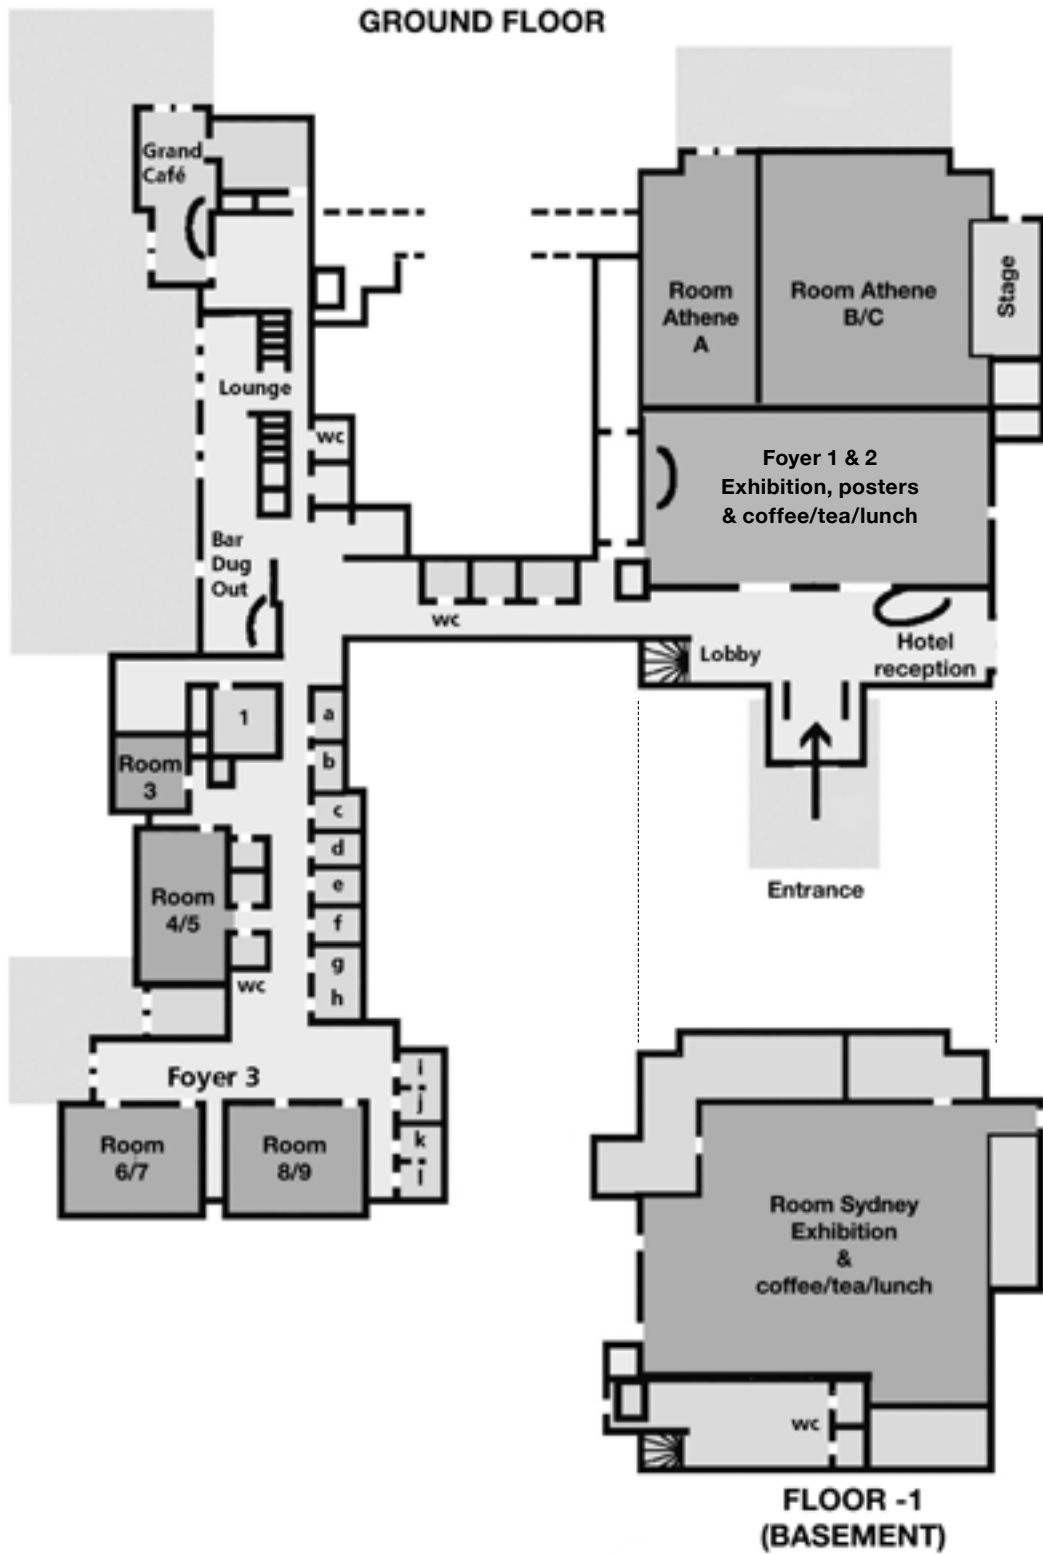 GROUND FLOOR
Grand
Café
Room
Athene
A
Room Athene
B/C
Stage
Lounge
wc
Foyer 1 & 2
Exhibition, posters
& coffee/tea/lunch
Bar
Dug
Out
wc
Lobby
Hotel
reception
1
a
b
Room
3
c
d
e
f
g
h
Room
4/5
wc
Entrance
Foyer 3
i
j
k
l
Room
6/7
Room
8/9
Room Sydney
Exhibition
&
coffee/tea/lunch
wc
FLOOR -1
(BASEMENT)